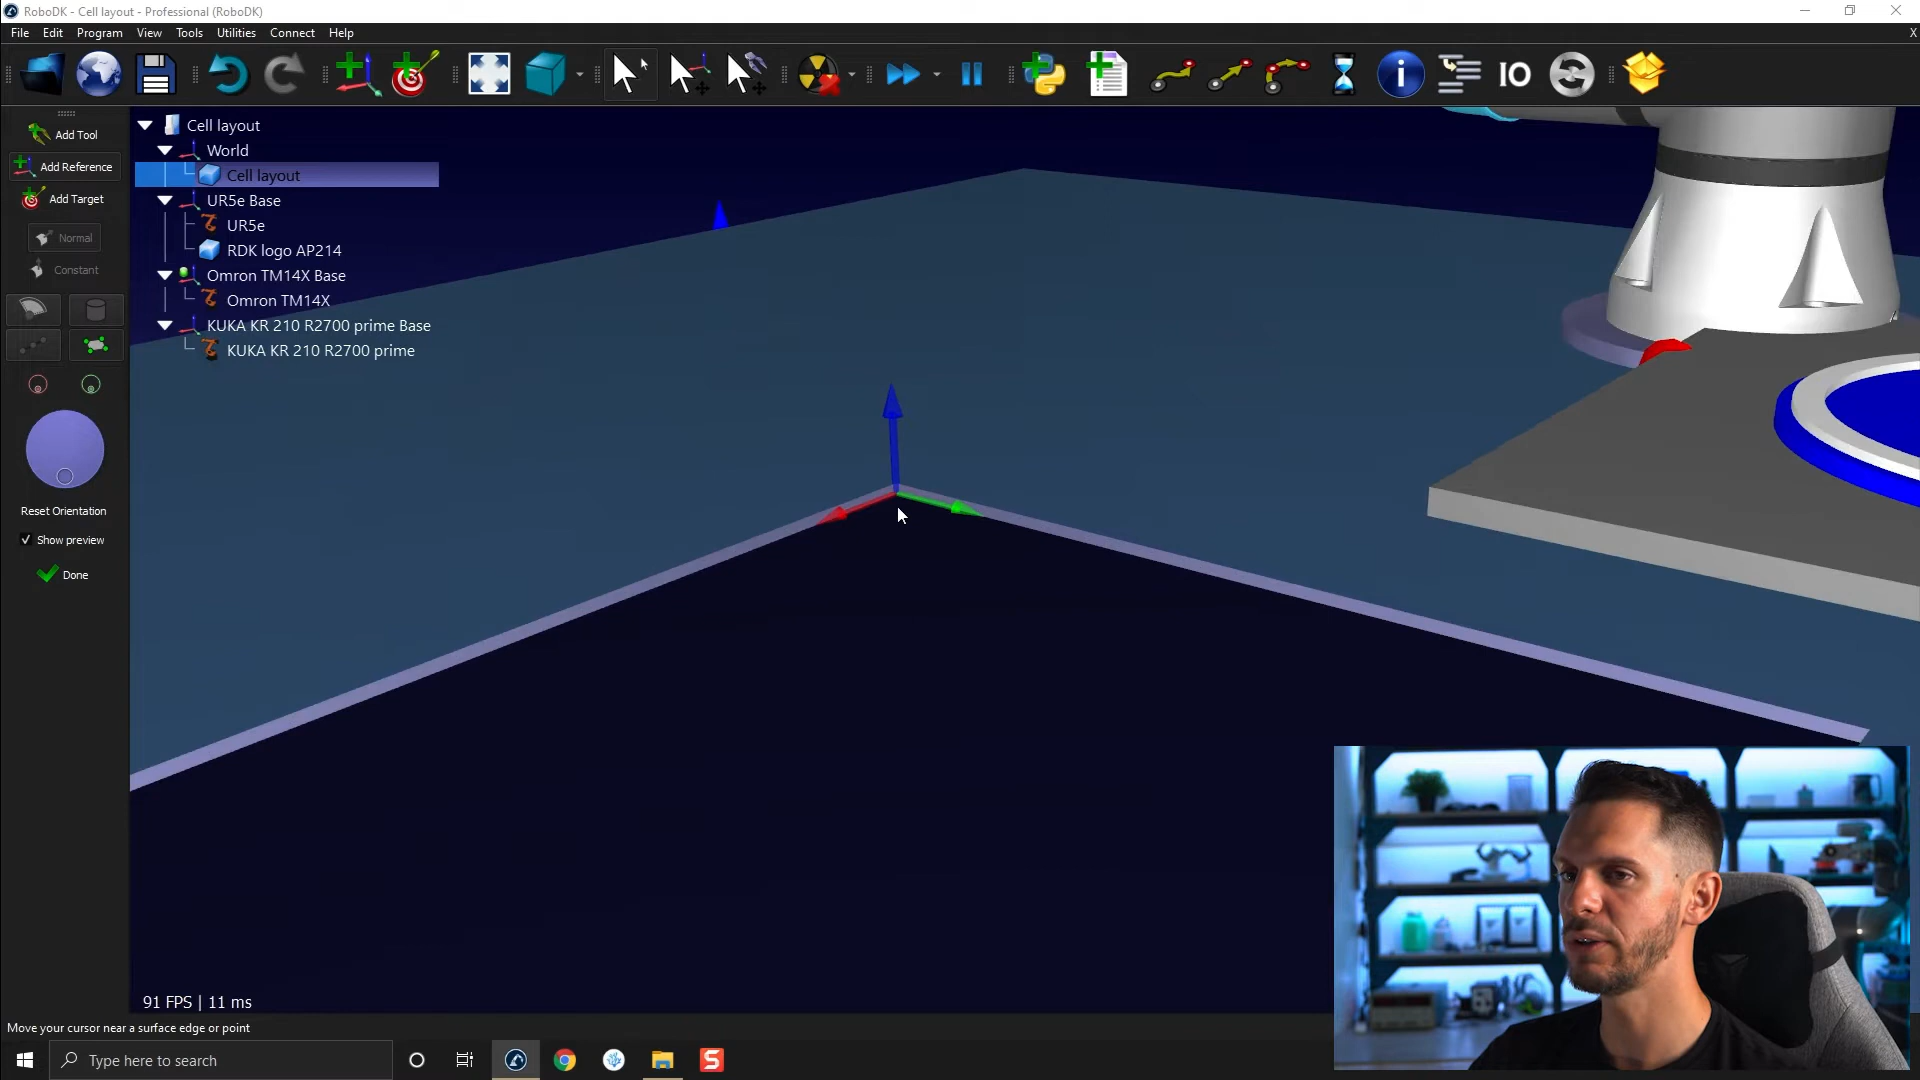 RoboDK - Cell layout - Professional (RoboDK)
File Edit Program View Tools Utilities Connect Help X
IO
Add Tool
Add Reference
Add Target
Normal
Constant
Reset Orientation
Show preview
Done
Cell layout
World
Cell layout
UR5e Base
UR5e
RDK logo AP214
Omron TM14X Base
Omron TM14X
KUKA KR 210 R2700 prime Base
KUKA KR 210 R2700 prime
91 FPS | 11 ms
Move your cursor near a surface edge or point
Type here to search